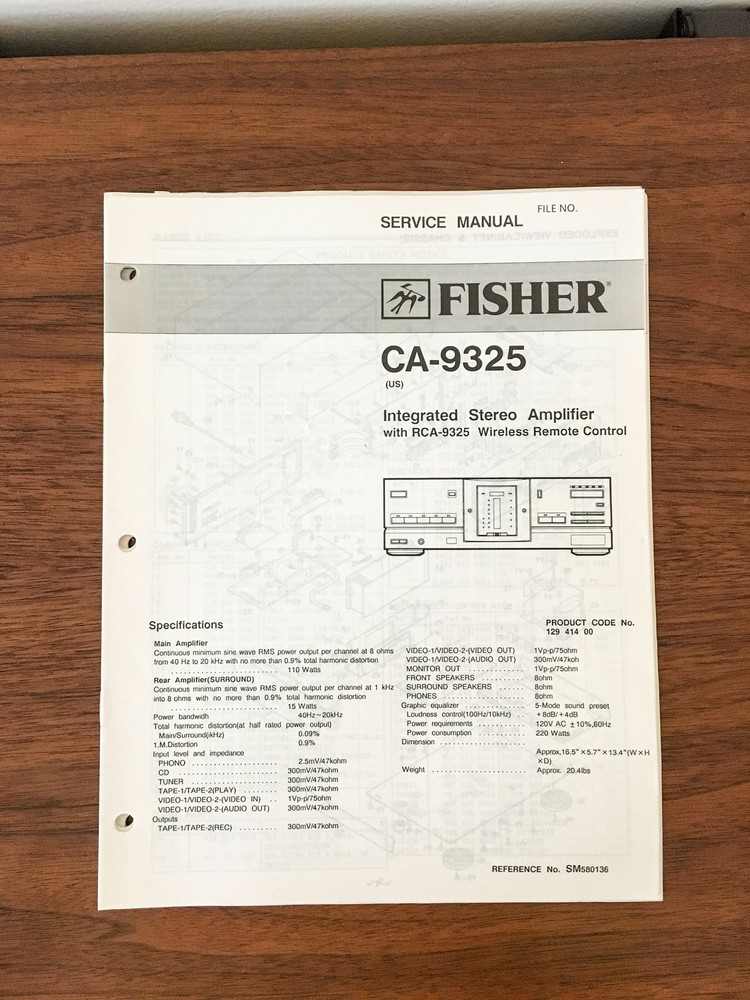 SERVICE MANUAL
FILE NO.
FISHER®
CA-9325
(US)
Integrated Stereo Amplifier
with RCA-9325 Wireless Remote Control
Specifications
PRODUCT CODE No.
129 414 00
Main Amplifier
Continuous minimum sine wave RMS power output per channel at 8 ohms
from 40 Hz to 20 kHz with no more than 0.9% total harmonic distortion
. . . . . . . . . . . . . . . . . . . . . . 110 Watts
Rear Amplifier(SURROUND)
Continuous minimum sine wave RMS power output per channel at 1 kHz
into 8 ohms with no more than 0.9% total harmonic distortion
. . . . . . . . . . . . . . . . . . . . . . 15 Watts
Power bandwidth 40Hz~20kHz
Total harmonic distortion(at half rated power output)
Main/Surround(kHz) 0.09%
1.M.Distortion 0.9%
Input level and impedance
PHONO . . . . . . . . . . . . . . . . . . 2.5mV/47kohm
CD . . . . . . . . . . . . . . . . . . . . 300mV/47kohm
TUNER . . . . . . . . . . . . . . . . . . 300mV/47kohm
TAPE-1/TAPE-2(PLAY) . . . . . . . 300mV/47kohm
VIDEO-1/VIDEO-2-(VIDEO IN) . . 1Vp-p/75ohm
VIDEO-1/VIDEO-2-(AUDIO OUT) 300mV/47kohm
Outputs
TAPE-1/TAPE-2(REC) . . . . . . . . . 300mV/47kohm
VIDEO-1/VIDEO-2-(VIDEO OUT) 1Vp-p/75ohm
VIDEO-1/VIDEO-2-(AUDIO OUT) 300mV/47koh
MONITOR OUT . . . . . . . . . . . . 1Vp-p/75ohm
FRONT SPEAKERS . . . . . . . . . 8ohm
SURROUND SPEAKERS . . . . . 8ohm
PHONES . . . . . . . . . . . . . . . . . 8ohm
Graphic equalizer . . . . . . . . . . . . . 5-Mode sound preset
Loudness control(100Hz/10kHz) . . +8dB/+4dB
Power requirements . . . . . . . . . . . 120V AC ±10%,60Hz
Power consumption . . . . . . . . . . . 220 Watts
Dimension . . . . . . . . . . . . . . . . . . .
Approx,16.5"×5.7"×13.4"(W×H
×D)
Weight . . . . . . . . . . . . . . . . . . . . . Approx. 20.4lbs
REFERENCE No. SM580136